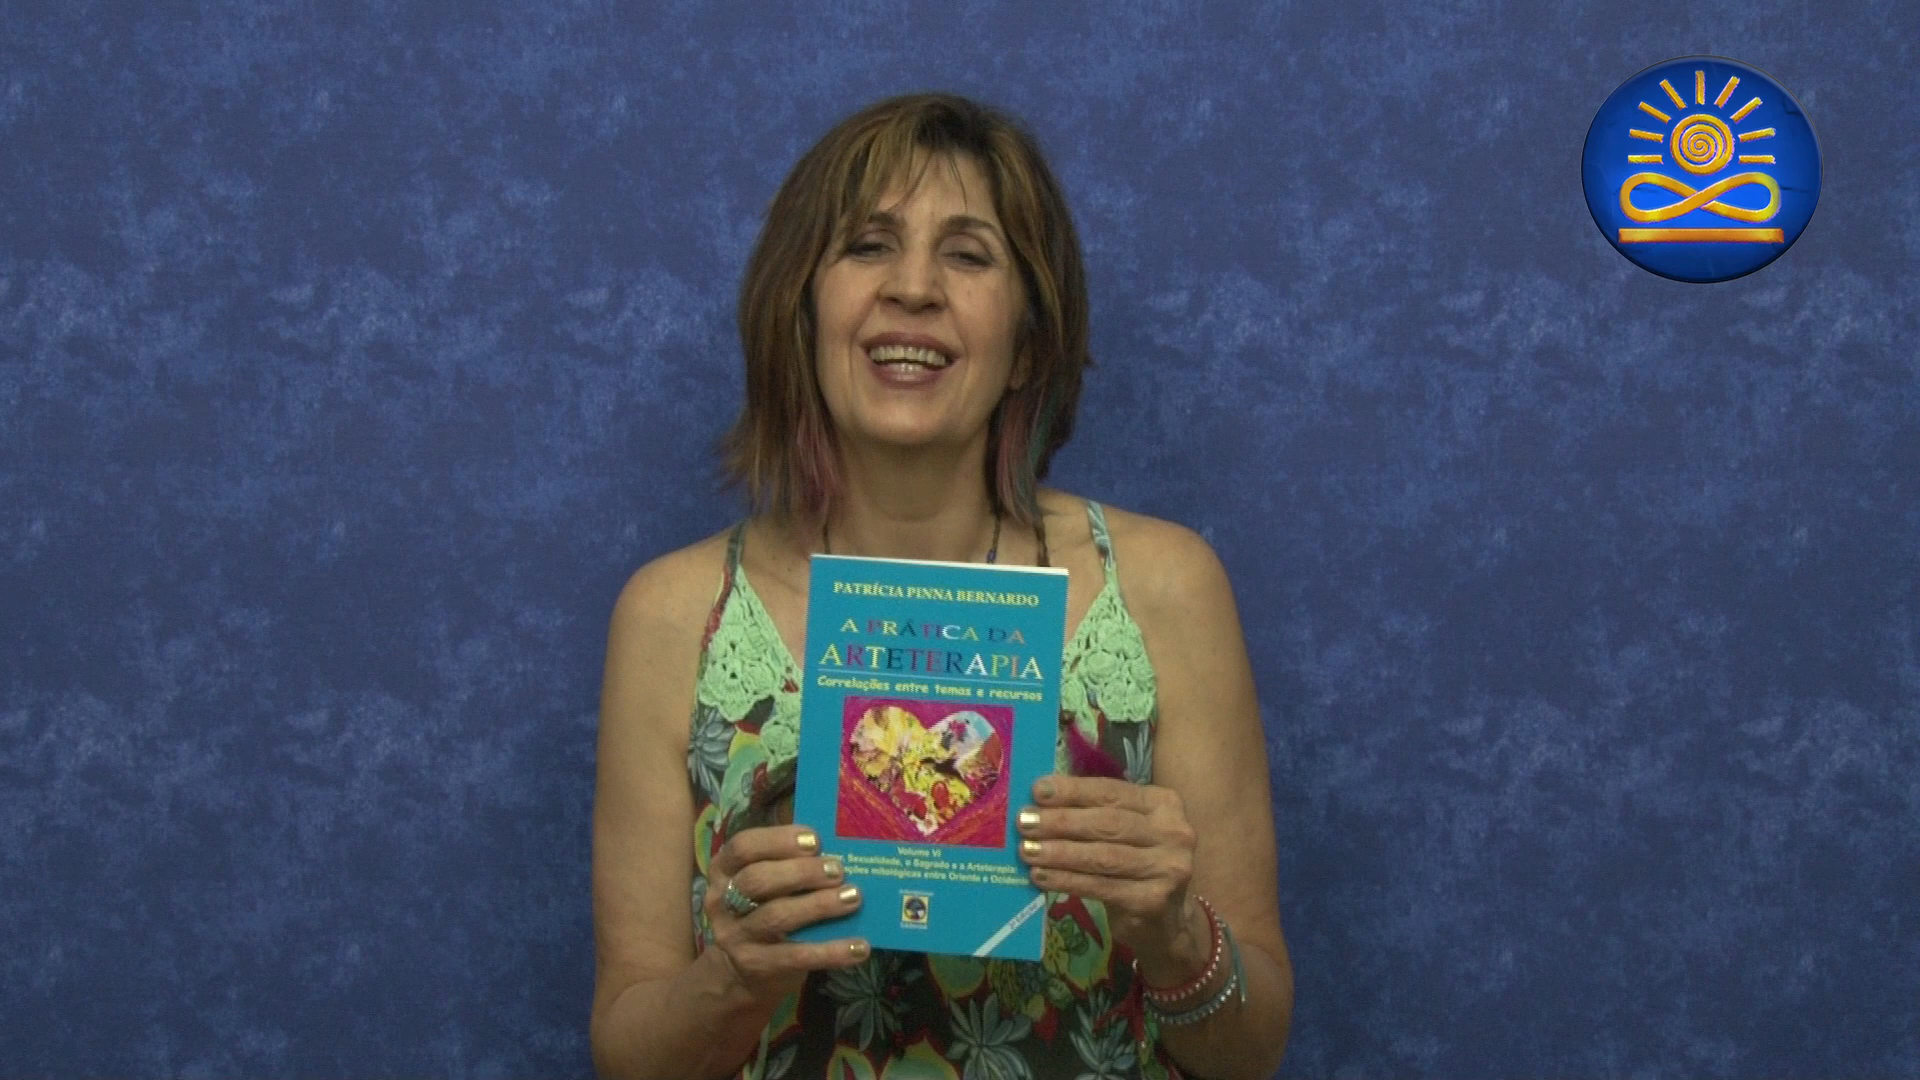 PATRÍCIA PINNA BERNARDO
A PRÁTICA DA
ARTETERAPIA
Correlações entre temas e recursos
Volume VI
Amor, Sexualidade, o Sagrado e a Arteterapia:
mitológicas entre Oriente e Ocidente